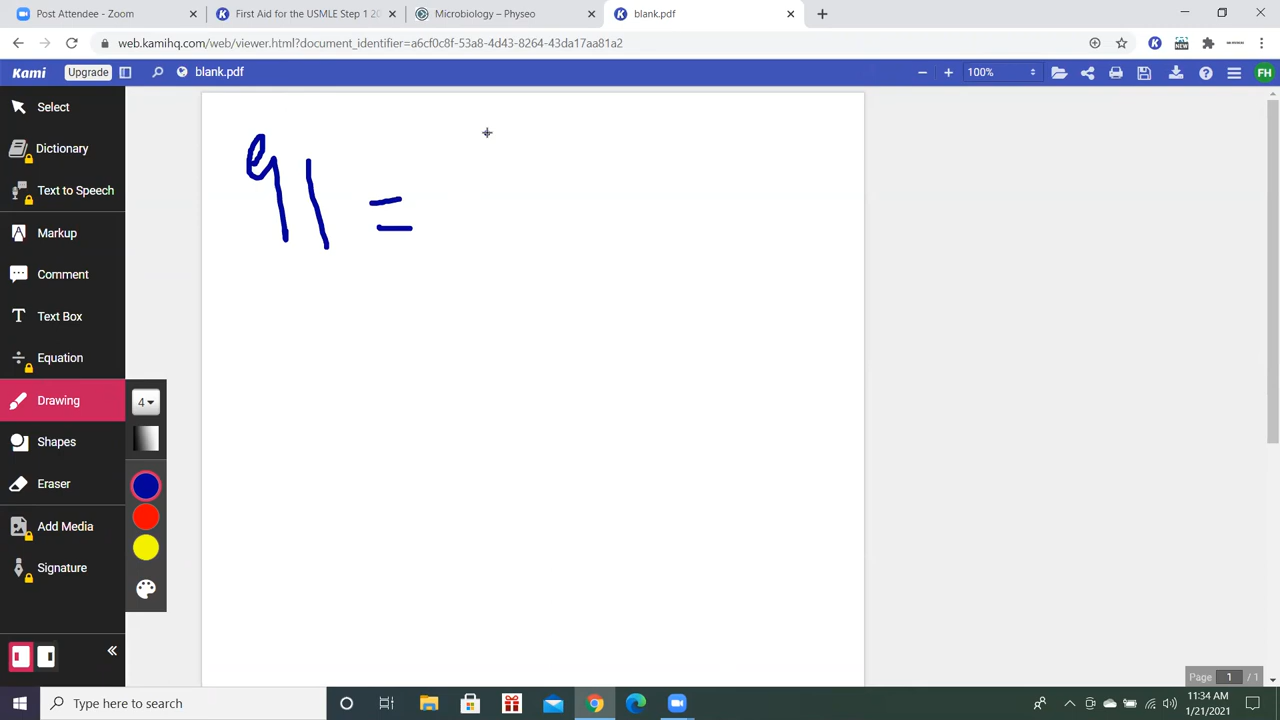 Post Attendee - Zoom
First Aid for the USMLE Step 1 20
Microbiology – Physeo
blank.pdf
web.kamihq.com/web/viewer.html?document_identifier=a6cf0c8f-53a8-4d43-8264-43da17aa81a2
NEW
Kami Upgrade blank.pdf 100% FH
Select
Dictionary
Text to Speech
Markup
Comment
Text Box
Equation
Drawing
4
Shapes
Eraser
Add Media
Signature
91 =
Page 1 / 1
Type here to search
11:34 AM
1/21/2021